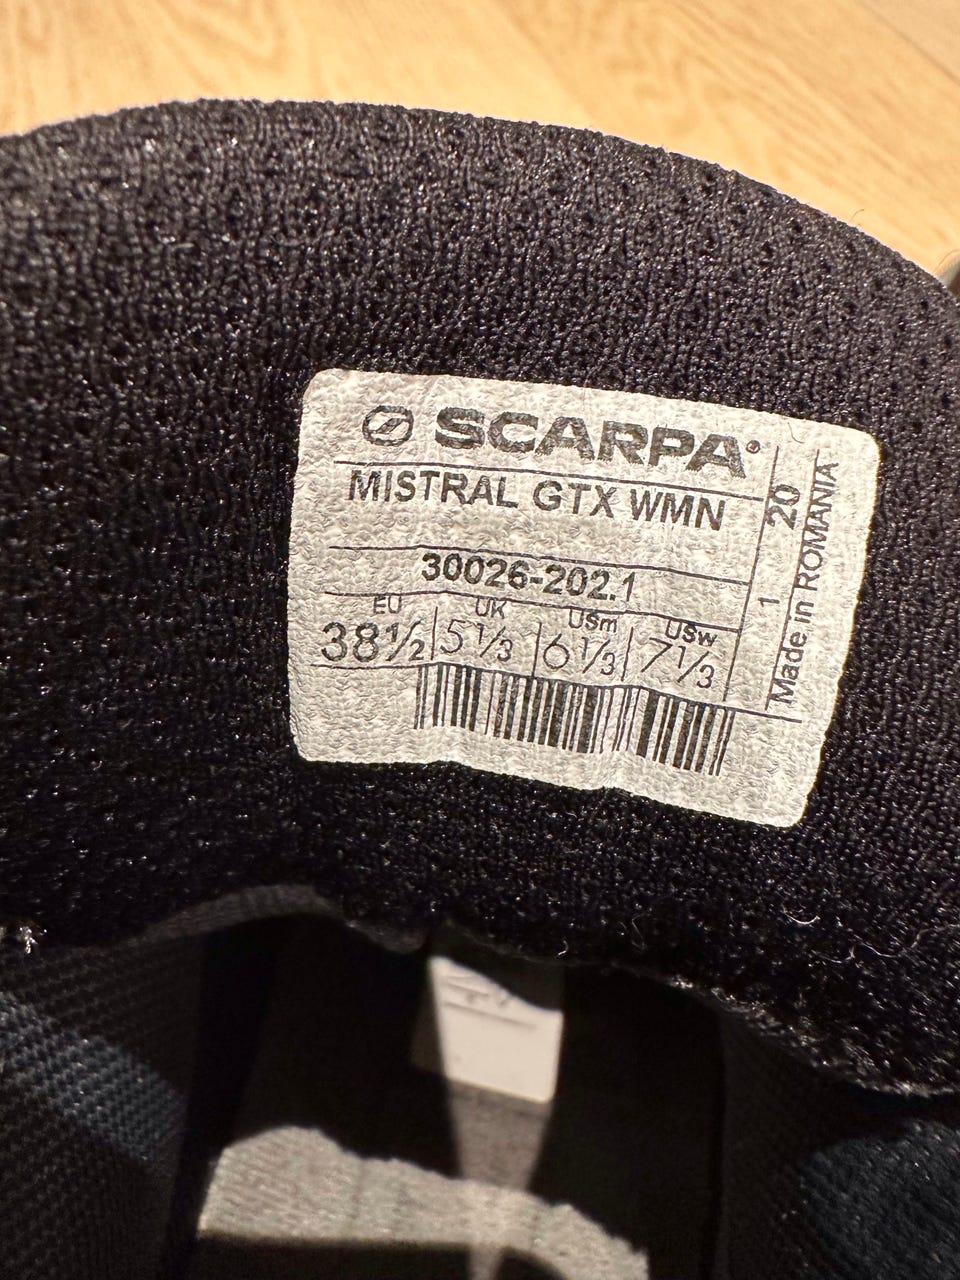 SCARPA®
MISTRAL GTX WMN
30026-202.1
EU UK USm USw
38½ 5⅓ 6⅓ 7⅓
1 20
Made in ROMANIA